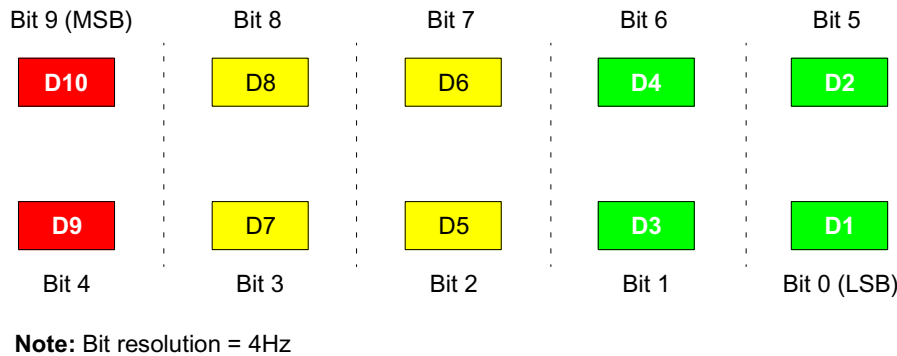 Bit 9 (MSB) Bit 8 Bit 7 Bit 6 Bit 5
D10 D8 D6 D4 D2
D9 D7 D5 D3 D1
Bit 4 Bit 3 Bit 2 Bit 1 Bit 0 (LSB)
Note: Bit resolution = 4Hz